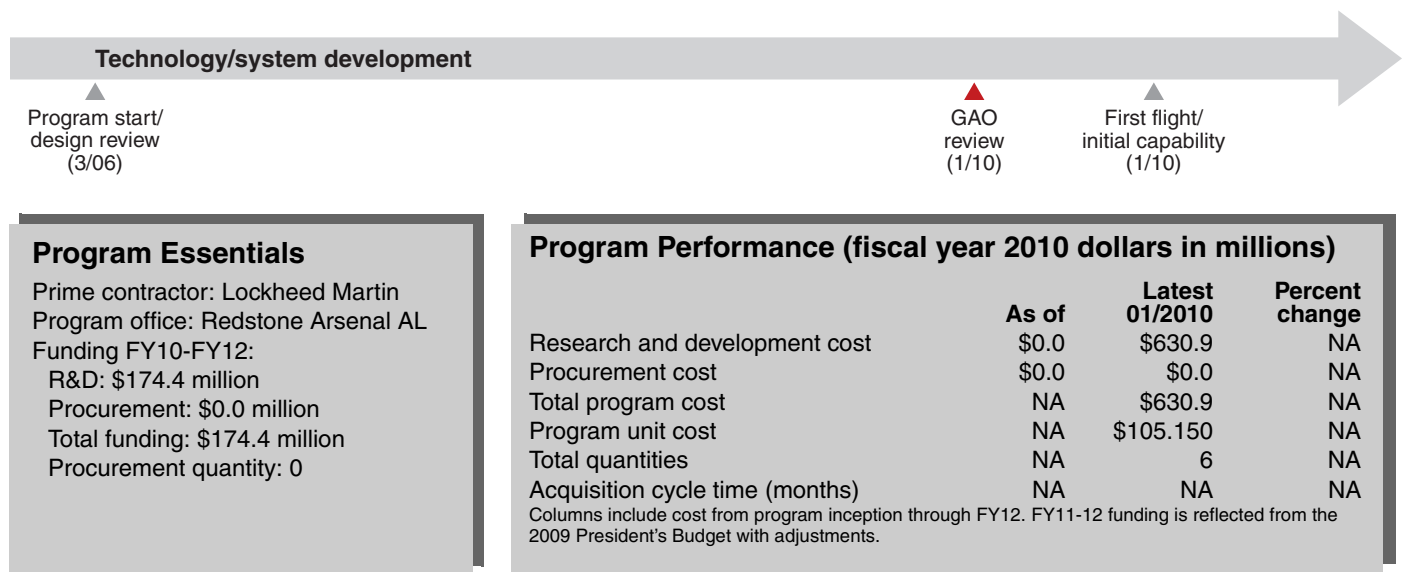 Technology/system development
Program start/
design review
(3/06)
GAO
review
(1/10)
First flight/
initial capability
(1/10)
Program Essentials
Prime contractor: Lockheed Martin
Program office: Redstone Arsenal AL
Funding FY10-FY12:
R&D: $174.4 million
Procurement: $0.0 million
Total funding: $174.4 million
Procurement quantity: 0
Program Performance (fiscal year 2010 dollars in millions)
As of Latest 01/2010 Percent change
Research and development cost $0.0 $630.9 NA
Procurement cost $0.0 $0.0 NA
Total program cost NA $630.9 NA
Program unit cost NA $105.150 NA
Total quantities NA 6 NA
Acquisition cycle time (months) NA NA NA
Columns include cost from program inception through FY12. FY11-12 funding is reflected from the
2009 President's Budget with adjustments.